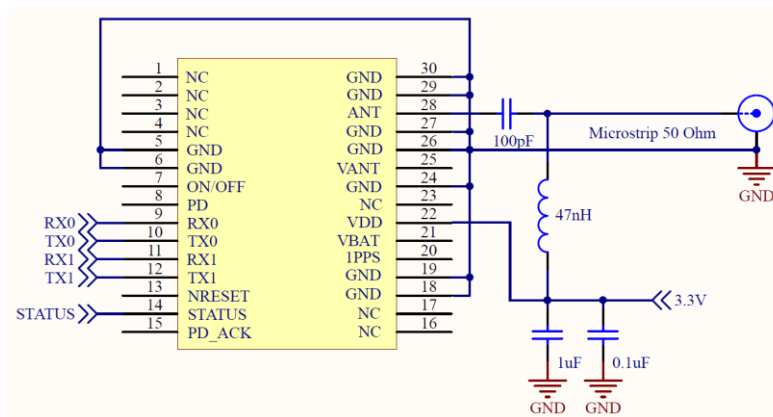 1 NC GND 30
2 NC GND 29
3 NC ANT 28
4 NC GND 27
5 GND GND 26
6 GND VANT 25
7 ON/OFF GND 24
8 PD NC 23
RX0 9 RX0 VDD 22
TX0 10 TX0 VBAT 21
RX1 11 RX1 1PPS 20
TX1 12 TX1 GND 19
13 NRESET GND 18
STATUS 14 STATUS NC 17
15 PD_ACK NC 16
100pF
Microstrip 50 Ohm
GND
47nH
3.3V
1uF
0.1uF
GND
GND